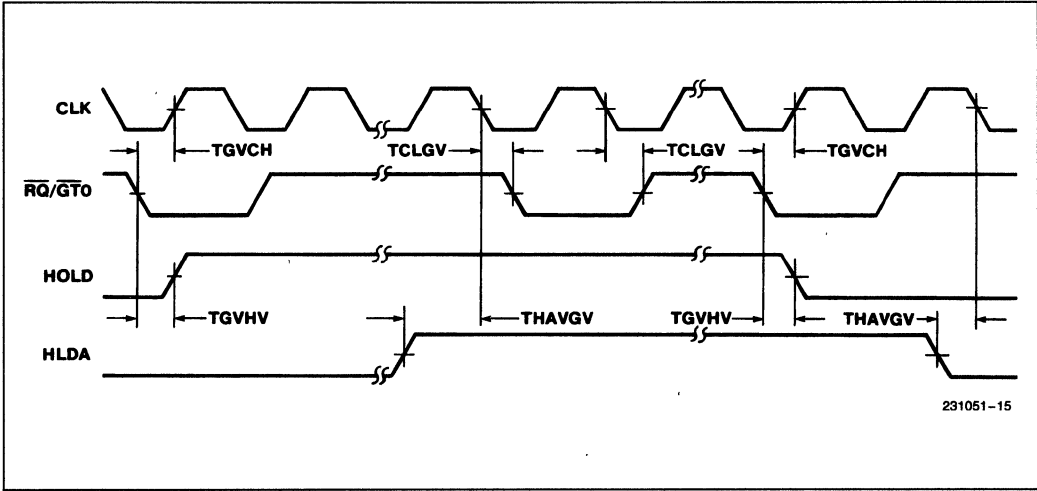 CLK
TGVCH TCLGV TCLGV TGVCH
RQ/GT0
HOLD
TGVHV THAVGV TGVHV THAVGV
HLDA
231051-15